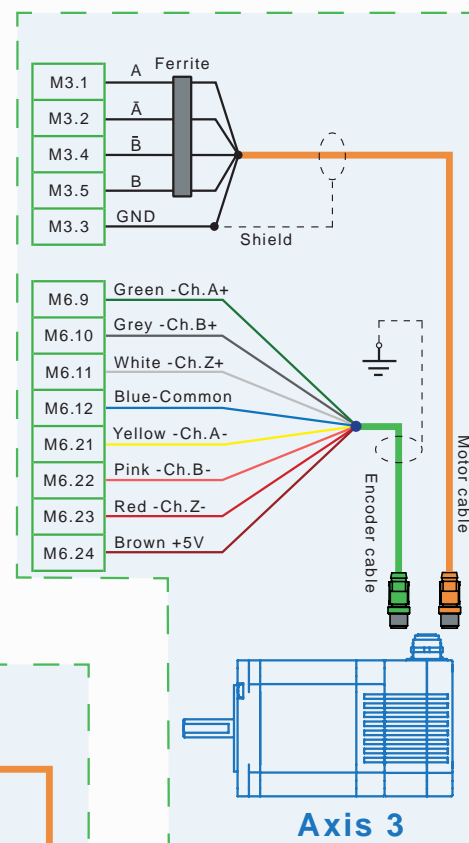 Ferrite
M3.1 A
M3.2 Ā
M3.4 B̄
M3.5 B
M3.3 GND
Shield
M6.9 Green -Ch.A+
M6.10 Grey -Ch.B+
M6.11 White -Ch.Z+
M6.12 Blue-Common
M6.21 Yellow -Ch.A-
M6.22 Pink -Ch.B-
M6.23 Red -Ch.Z-
M6.24 Brown +5V
Encoder cable
Motor cable
Axis 3